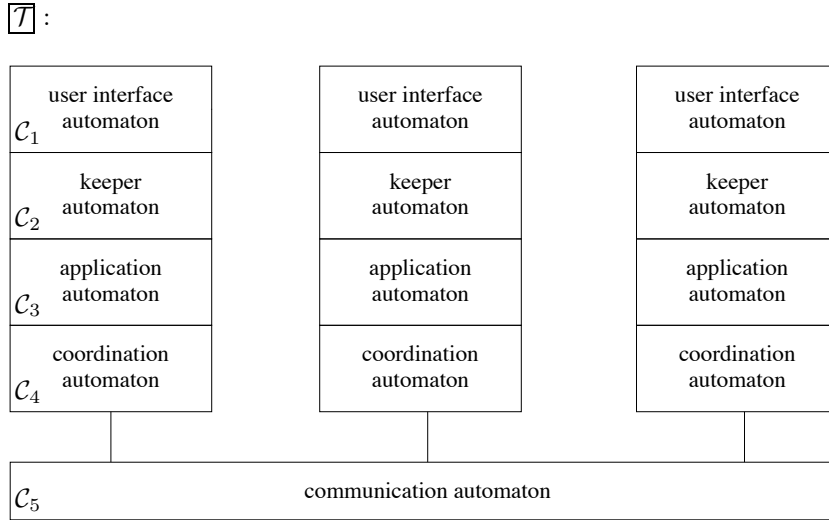 𝒯 :
user interface
automaton
𝒞₁
user interface
automaton
user interface
automaton
keeper
automaton
𝒞₂
keeper
automaton
keeper
automaton
application
automaton
𝒞₃
application
automaton
application
automaton
coordination
automaton
𝒞₄
coordination
automaton
coordination
automaton
𝒞₅
communication automaton